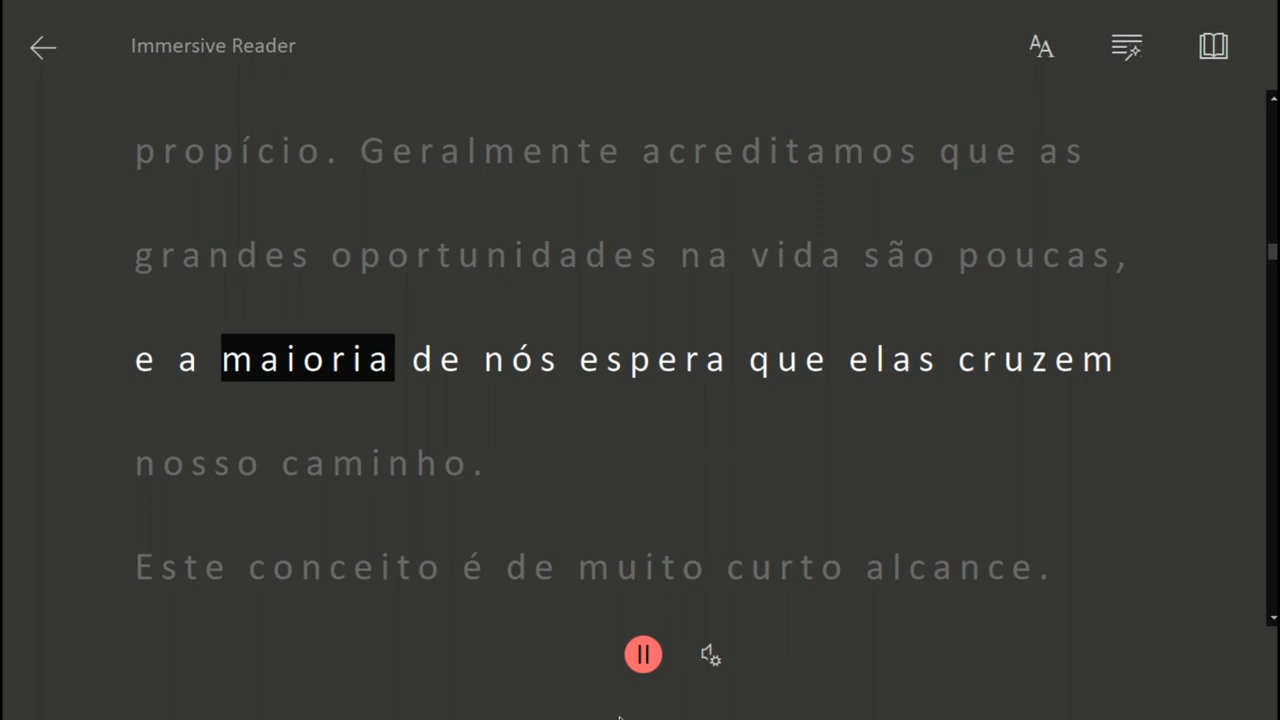 Immersive Reader
propício. Geralmente acreditamos que as
grandes oportunidades na vida são poucas,
e a maioria de nós espera que elas cruzem
nosso caminho.
Este conceito é de muito curto alcance.